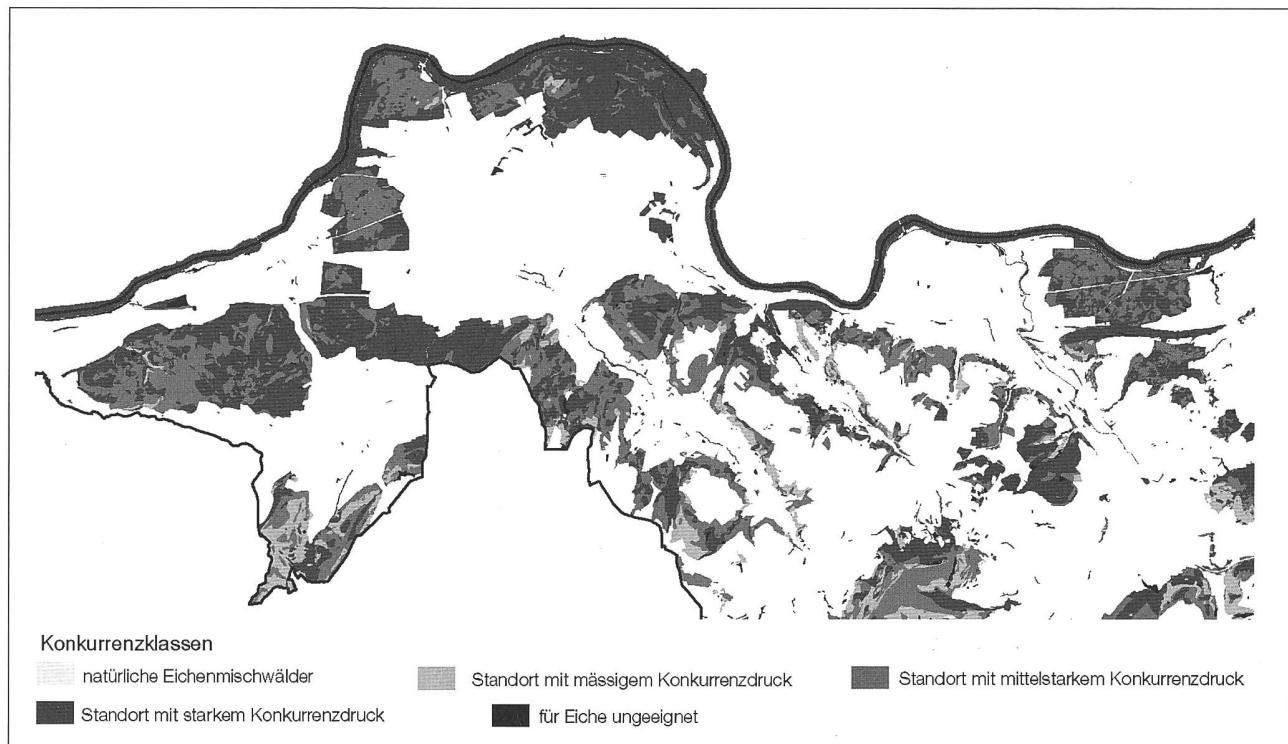 Konkurrenzklassen
natürliche Eichenmischwälder
Standort mit mässigem Konkurrenzdruck
Standort mit mittelstarkem Konkurrenzdruck
Standort mit starkem Konkurrenzdruck
für Eiche ungeeignet